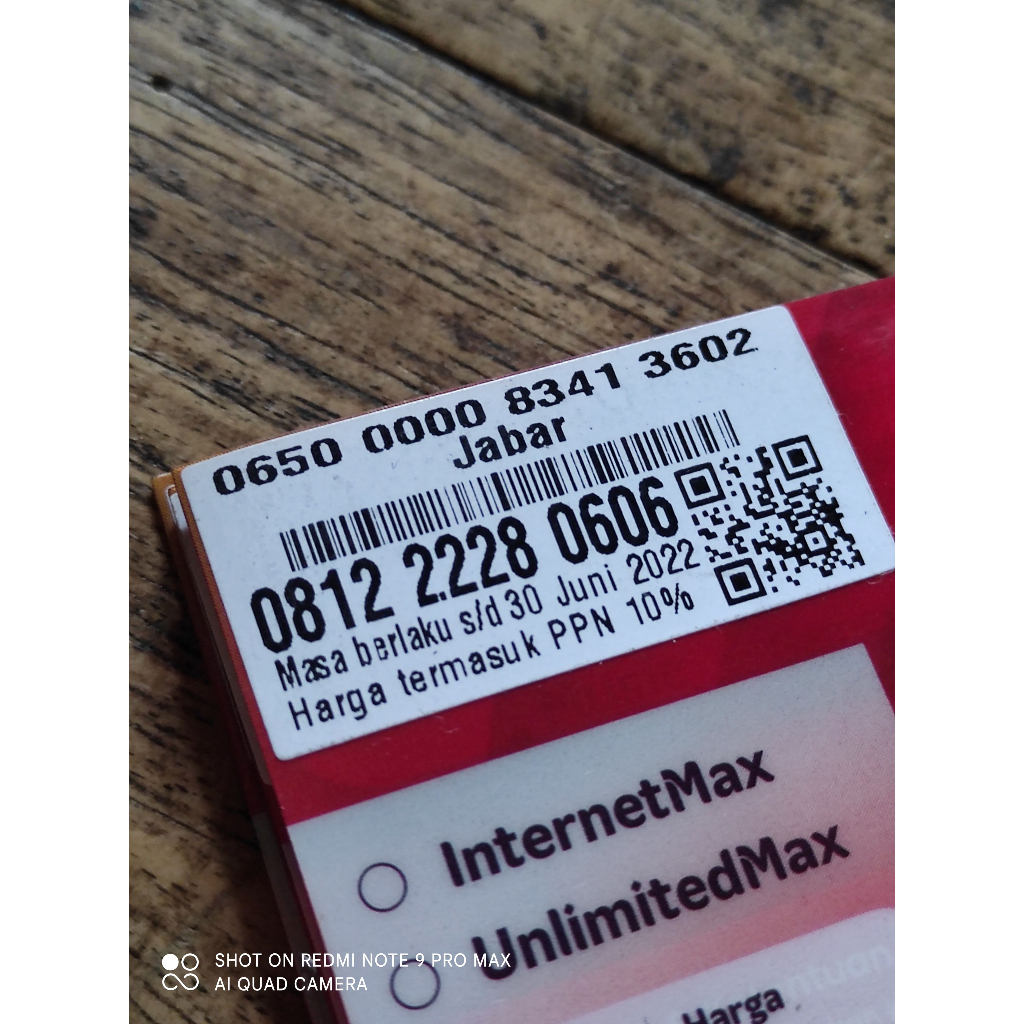 0650 0000 8341 3602
Jabar
0812 2228 0606
Masa berlaku s/d 30 Juni 2022
Harga termasuk PPN 10%
InternetMax
UnlimitedMax
Harga
SHOT ON REDMI NOTE 9 PRO MAX
AI QUAD CAMERA